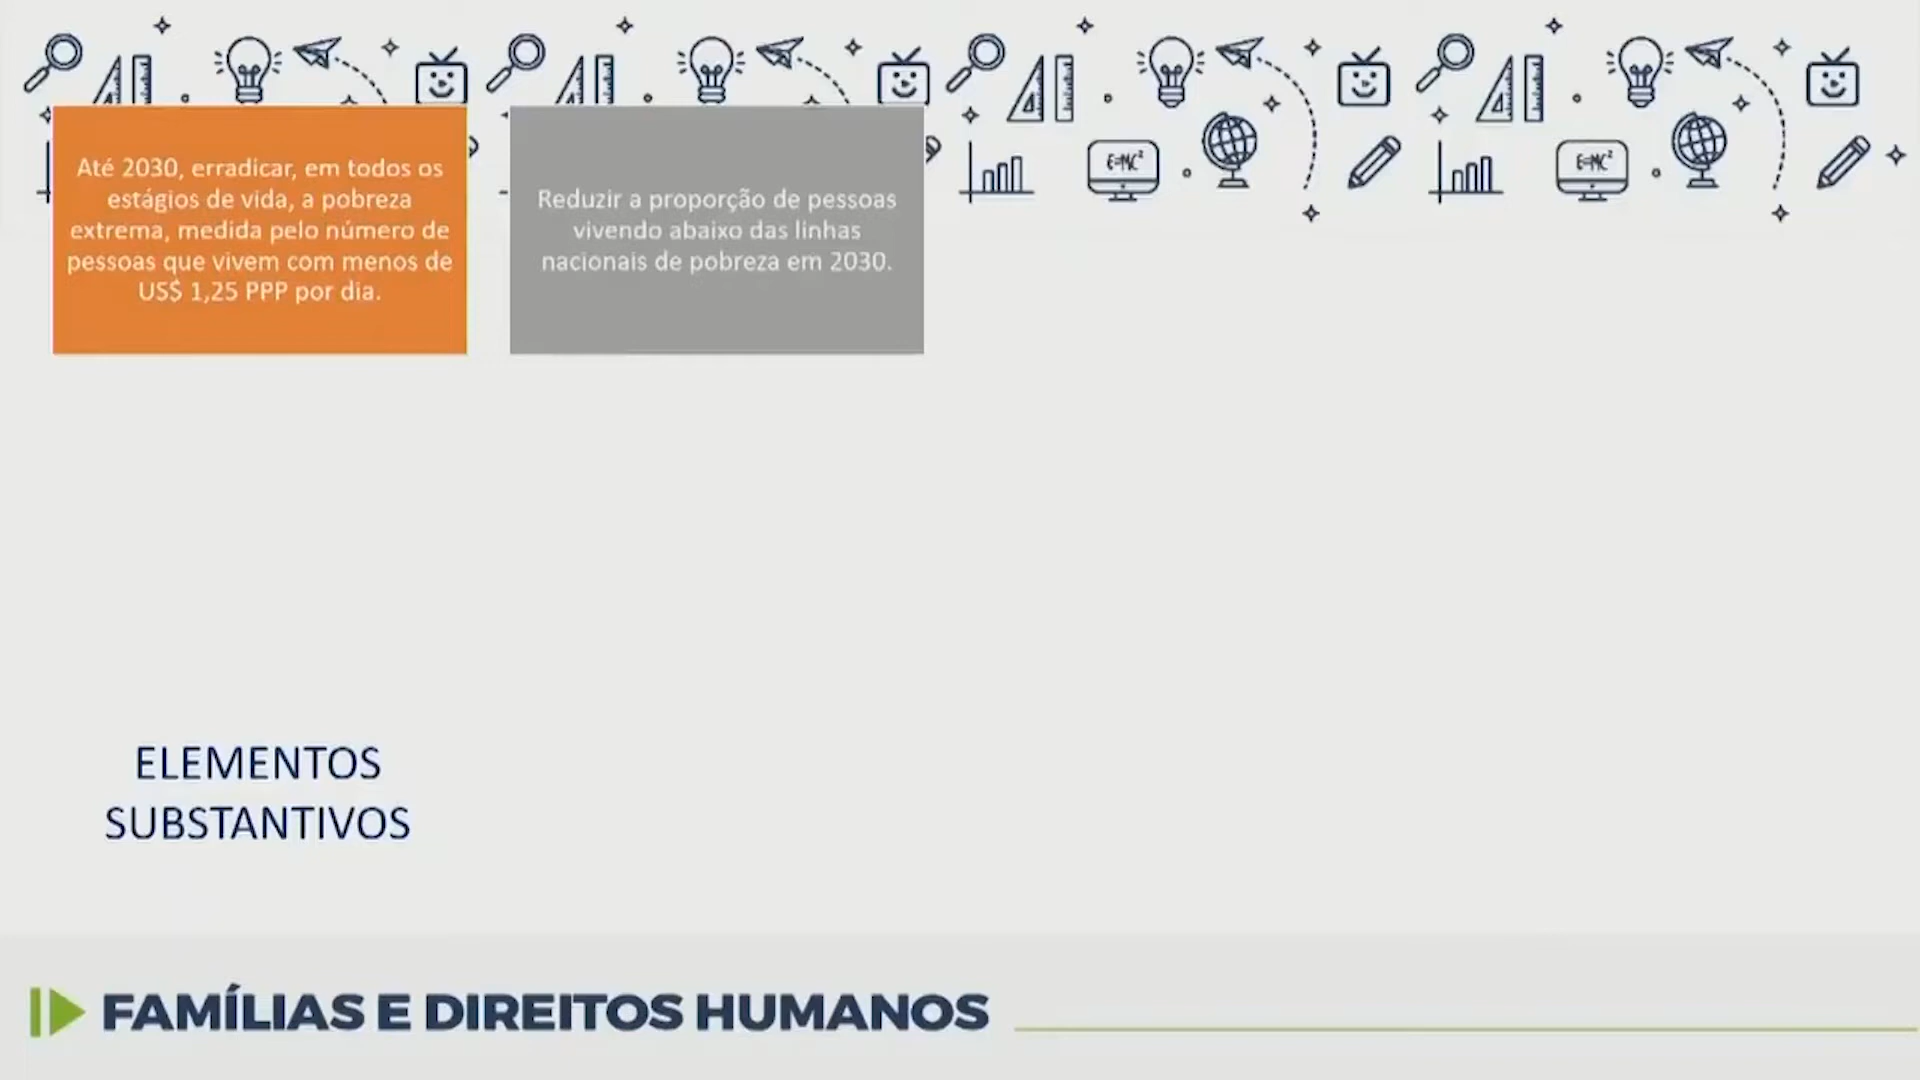 Até 2030, erradicar, em todos os
estágios de vida, a pobreza
extrema, medida pelo número de
pessoas que vivem com menos de
US$ 1,25 PPP por dia.
Reduzir a proporção de pessoas
vivendo abaixo das linhas
nacionais de pobreza em 2030.
E=MC²
E=MC²
ELEMENTOS
SUBSTANTIVOS
FAMÍLIAS E DIREITOS HUMANOS